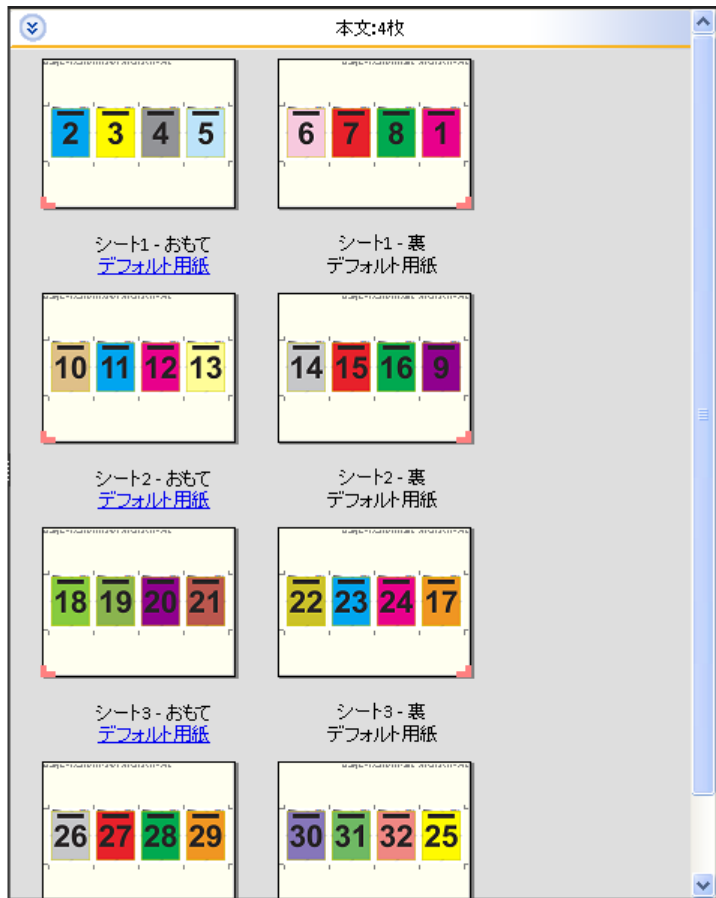 本文:4枚
2 3 4 5
6 7 8 1
シート1 - おもて
デフォルト用紙
シート1 - 裏
デフォルト用紙
10 11 12 13
14 15 16 9
シート2 - おもて
デフォルト用紙
シート2 - 裏
デフォルト用紙
18 19 20 21
22 23 24 17
シート3 - おもて
デフォルト用紙
シート3 - 裏
デフォルト用紙
26 27 28 29
30 31 32 25